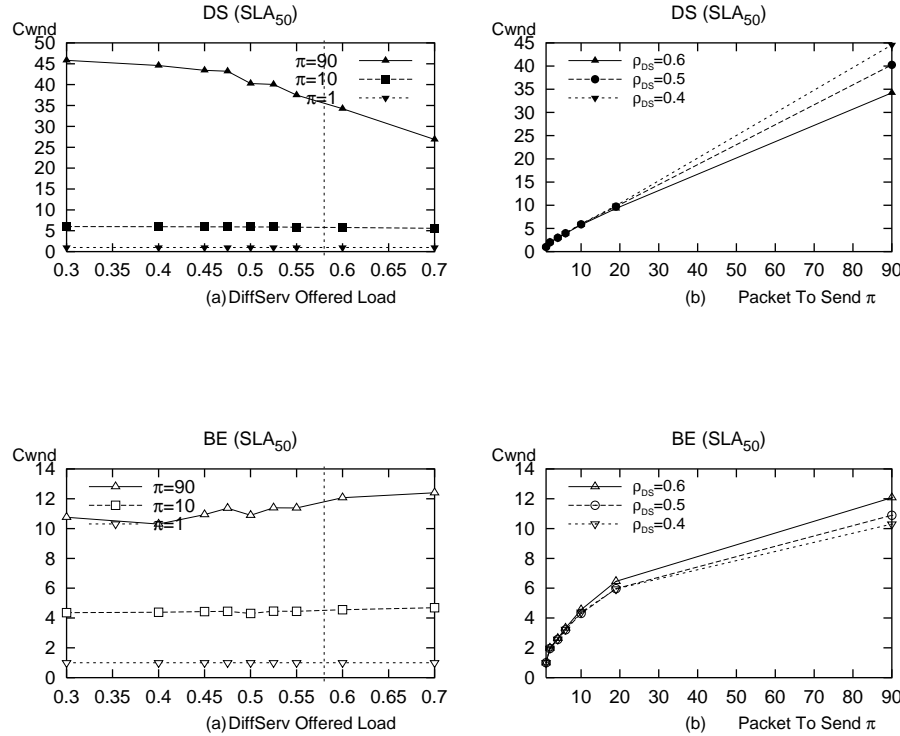 DS (SLA50)
Cwnd
50
45
40
35
30
25
20
15
10
5
0
π=90
π=10
π=1
0.3 0.35 0.4 0.45 0.5 0.55 0.6 0.65 0.7
(a) DiffServ Offered Load
DS (SLA50)
Cwnd
45
40
35
30
25
20
15
10
5
0
ρDS=0.6
ρDS=0.5
ρDS=0.4
10 20 30 40 50 60 70 80 90
(b) Packet To Send π
BE (SLA50)
Cwnd
14
12
10
8
6
4
2
0
π=90
π=10
π=1
0.3 0.35 0.4 0.45 0.5 0.55 0.6 0.65 0.7
(a) DiffServ Offered Load
BE (SLA50)
Cwnd
14
12
10
8
6
4
2
0
ρDS=0.6
ρDS=0.5
ρDS=0.4
10 20 30 40 50 60 70 80 90
(b) Packet To Send π